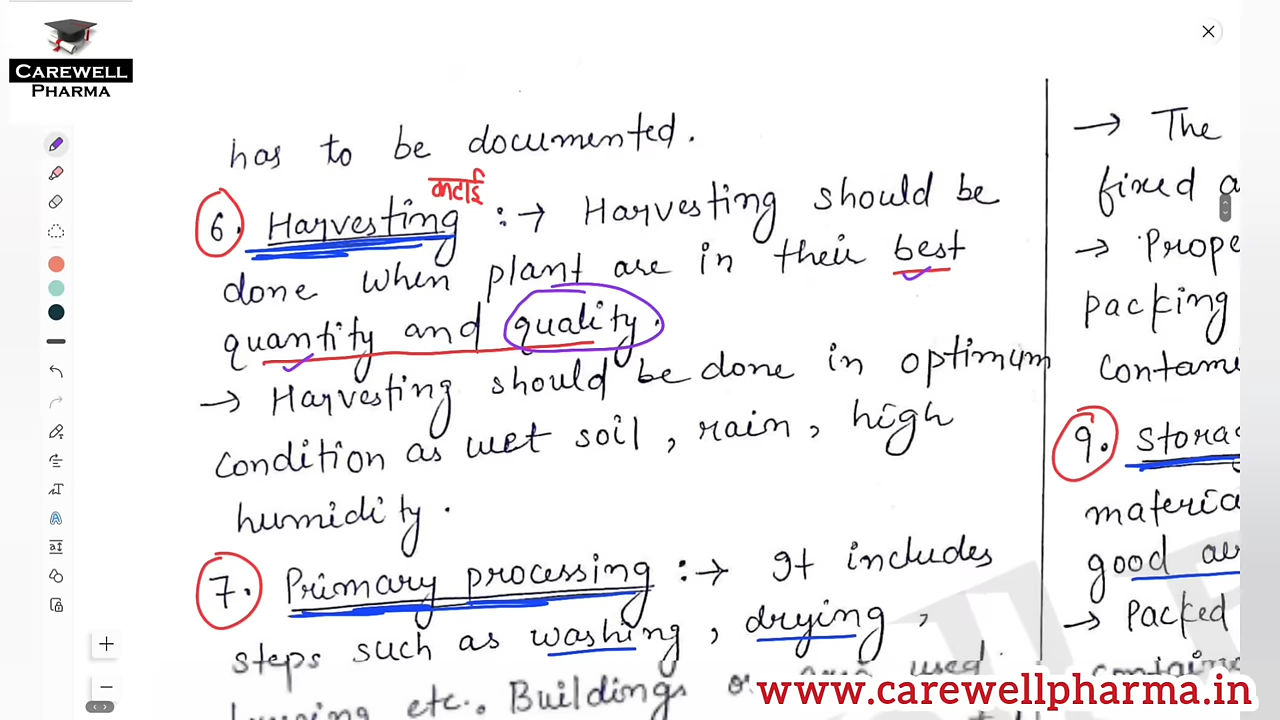 CAREWELL
PHARMA
has to be documented.
कटाई
6. Harvesting :→ Harvesting should be
done when plant are in their best
quantity and quality.
→ Harvesting should be done in optimum
condition as wet soil, rain, high
humidity.
7. Primary processing :→ It includes
steps such as washing, drying,
etc.. Buildings used
→ The
fixed a
→ Prope
packing
contami
9. Stora
materia
good
→ Packed
www.carewellpharma.in